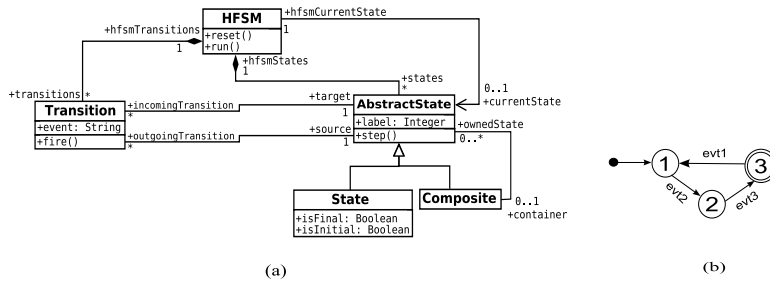 HFSM
+reset()
+run()
+hfsmTransitions
1
+hfsmCurrentState
1
+hfsmStates
1
+transitions
*
+states
*
0..1
+currentState
Transition
+event: String
+fire()
+incomingTransition
*
+target
1
+outgoingTransition
*
+source
1
AbstractState
+label: Integer
+step()
+ownedState
0..*
State
+isFinal: Boolean
+isInitial: Boolean
Composite
0..1
+container
(a)
1
evt1
3
evt2
2
evt3
(b)